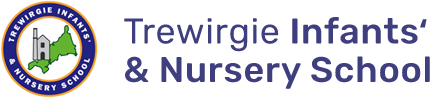 TREWIRGIE INFANTS'
& NURSERY SCHOOL
Trewirgie Infants‘
& Nursery School